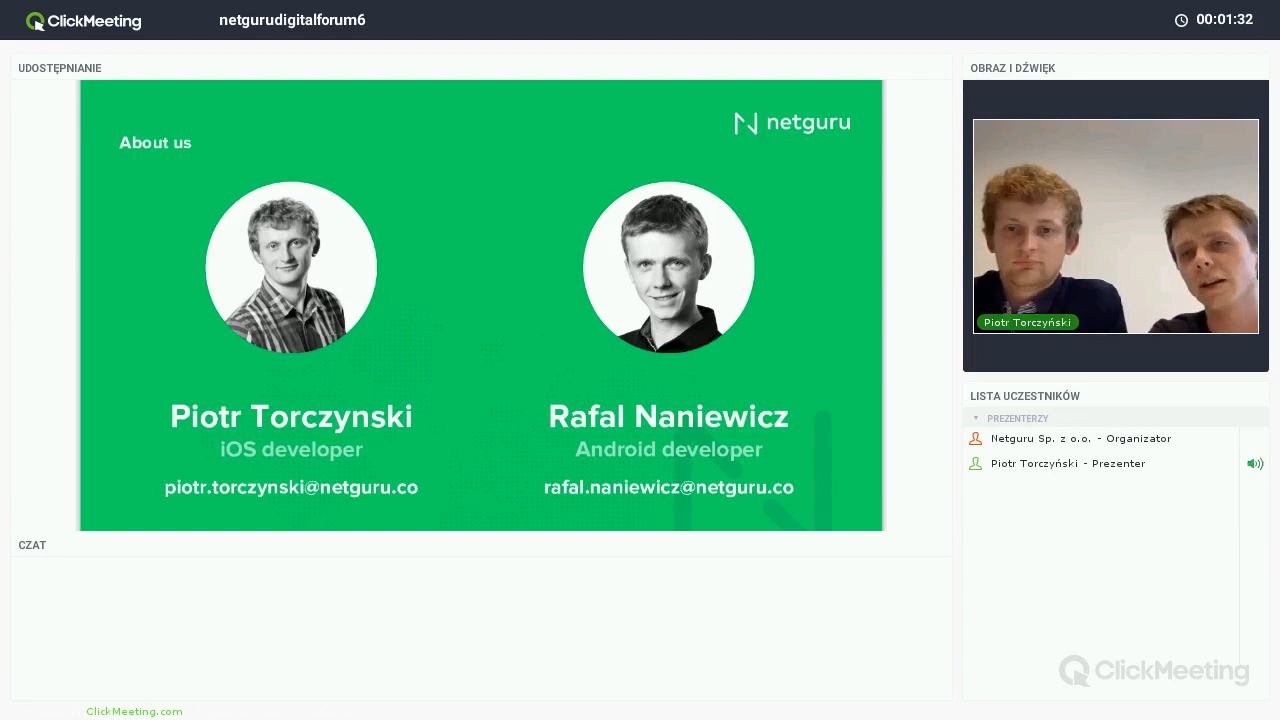 ClickMeeting
netgurudigitalforum6
00:01:32
UDOSTĘPNIANIE
OBRAZ I DŹWIĘK
netguru
About us
Piotr Torczyński
Piotr Torczynski
Rafal Naniewicz
iOS developer
Android developer
piotr.torczynski@netguru.co
rafal.naniewicz@netguru.co
LISTA UCZESTNIKÓW
PREZENTERZY
Netguru Sp. z o.o. - Organizator
Piotr Torczyński - Prezenter
CZAT
ClickMeeting
ClickMeeting.com